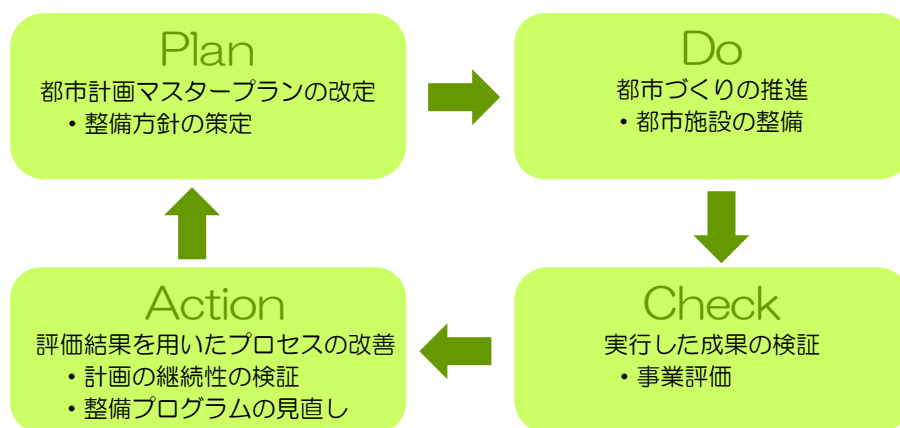 Plan
都市計画マスタープランの改定
・整備方針の策定
Do
都市づくりの推進
・都市施設の整備
Action
評価結果を用いたプロセスの改善
・計画の継続性の検証
・整備プログラムの見直し
Check
実行した成果の検証
・事業評価